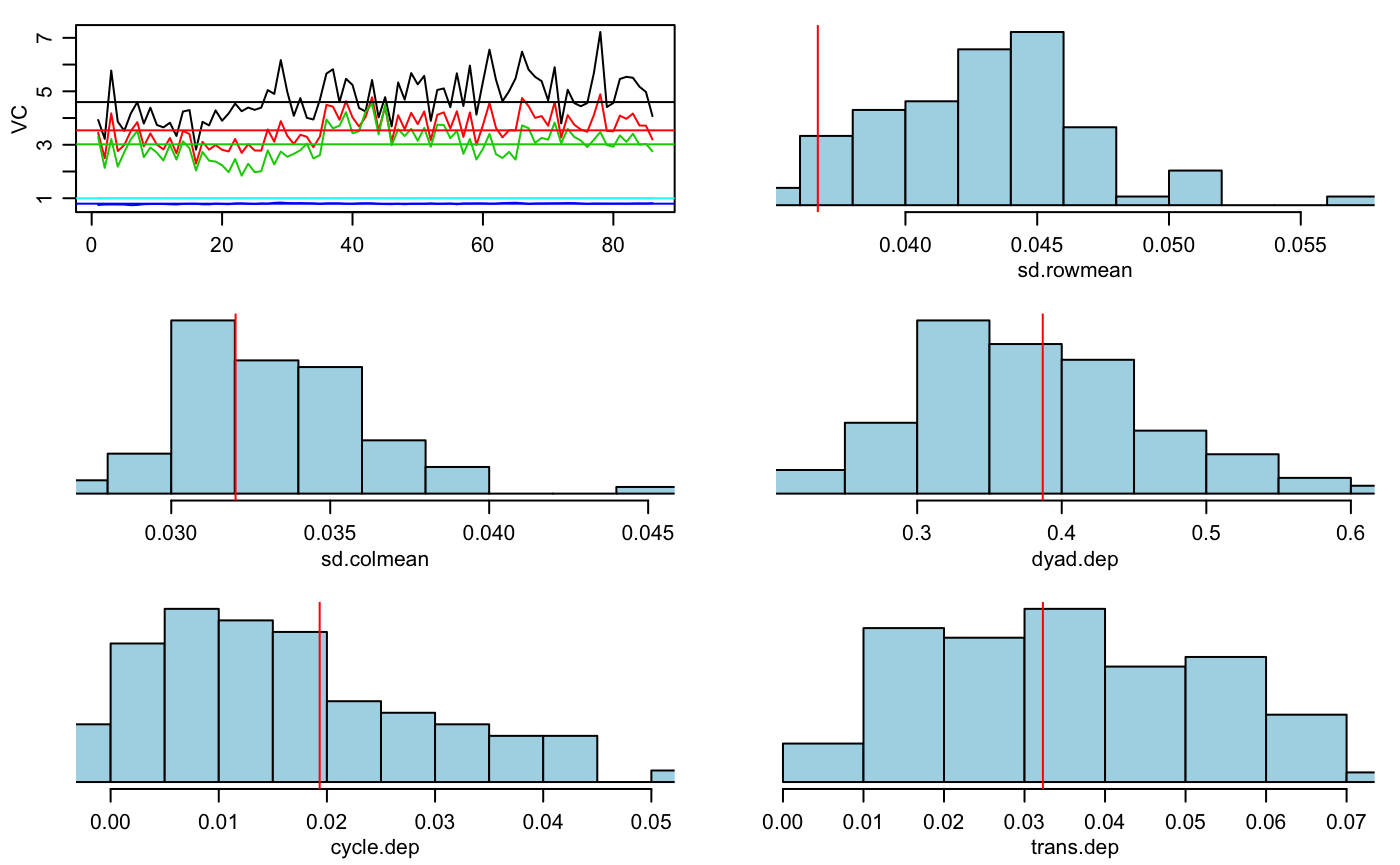 VC
7
5
3
1
0 20 40 60 80
0.040 0.045 0.050 0.055
sd.rowmean
0.030 0.035 0.040 0.045
sd.colmean
0.3 0.4 0.5 0.6
dyad.dep
0.00 0.01 0.02 0.03 0.04 0.05
cycle.dep
0.00 0.01 0.02 0.03 0.04 0.05 0.06 0.07
trans.dep